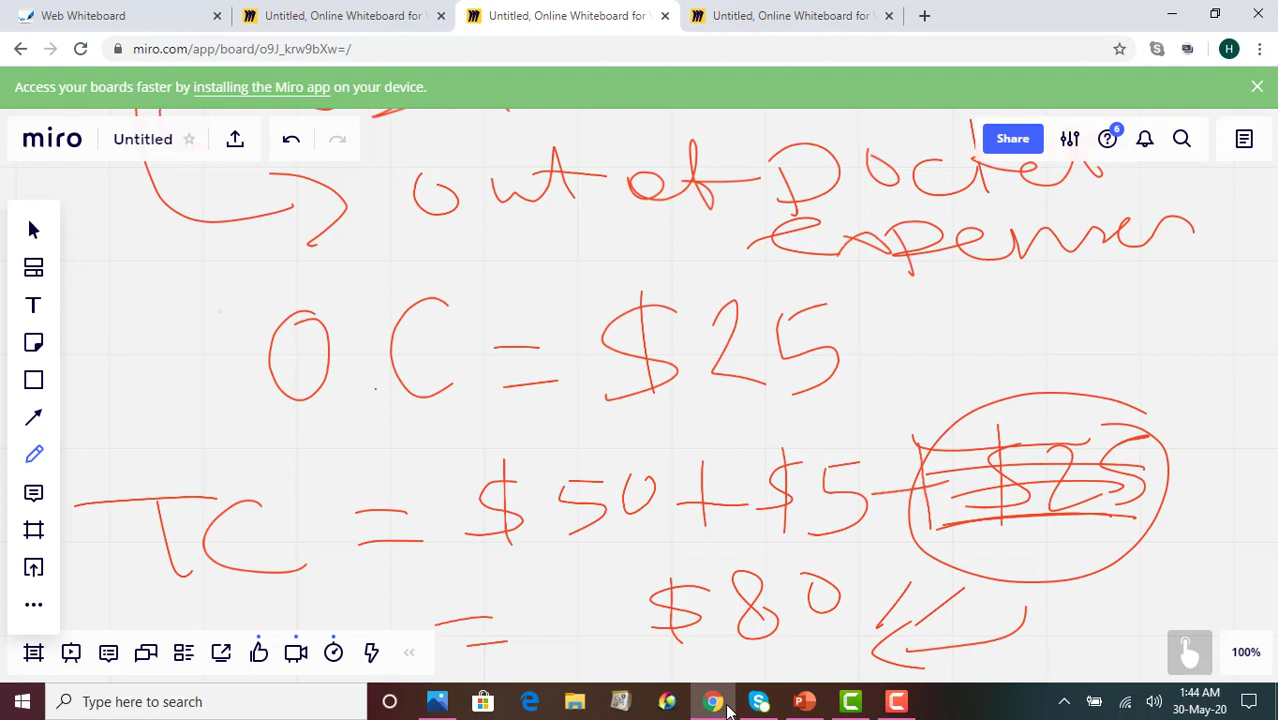 Web Whiteboard
Untitled, Online Whiteboard for
Untitled, Online Whiteboard for
Untitled, Online Whiteboard for
miro.com/app/board/o9J_krw9bXw=/
H
Access your boards faster by installing the Miro app on your device.
miro
Untitled
Share
6
out of Pocket
expenses
T
O.C = $25
TC = $50 + $5 + $25
= $80
100%
Type here to search
1:44 AM
30-May-20